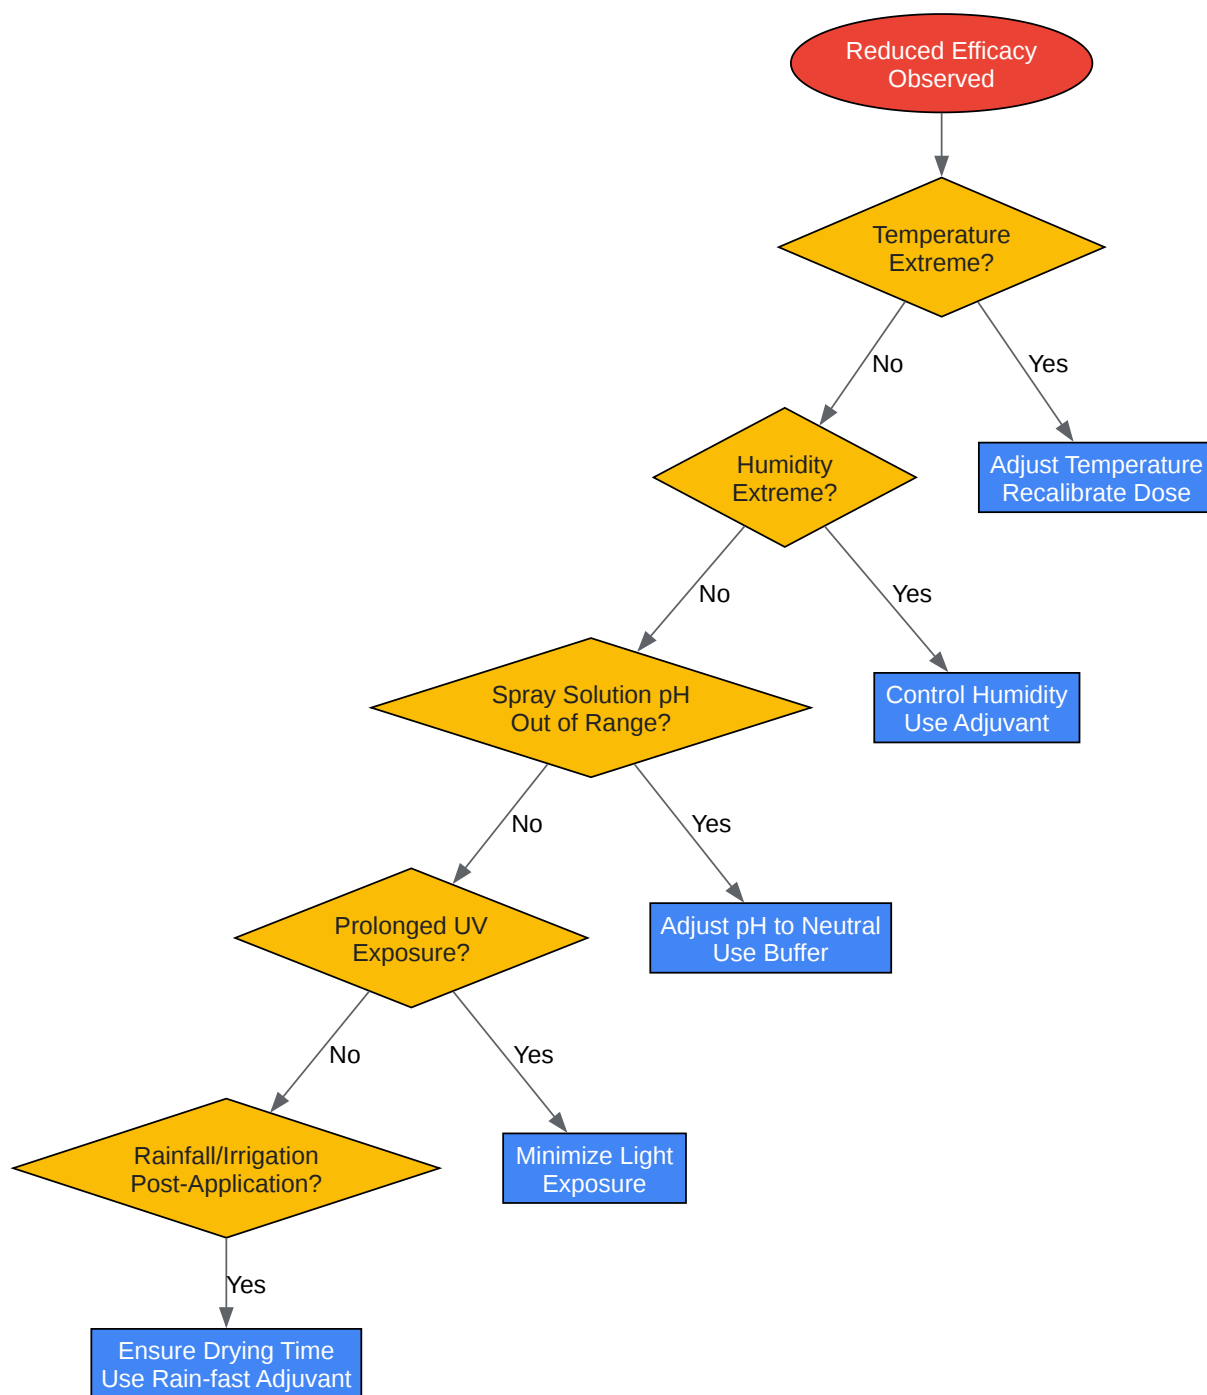 Reduced Efficacy
Observed
Temperature
Extreme?
No
Yes
Humidity
Extreme?
Adjust Temperature
Recalibrate Dose
No
Yes
Spray Solution pH
Out of Range?
Control Humidity
Use Adjuvant
No
Yes
Prolonged UV
Exposure?
Adjust pH to Neutral
Use Buffer
No
Yes
Rainfall/Irrigation
Post-Application?
Minimize Light
Exposure
Yes
Ensure Drying Time
Use Rain-fast Adjuvant